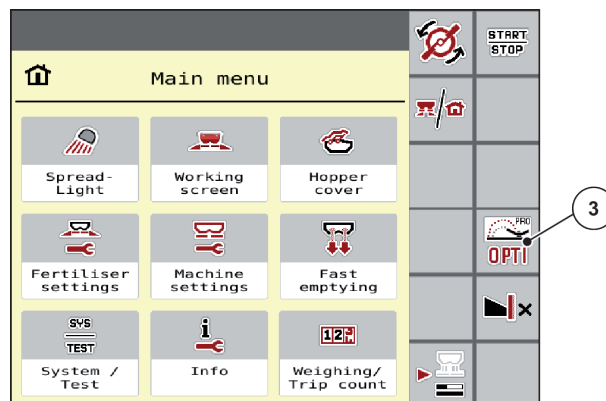 START
STOP
Main menu
Spread-
Light
Working
screen
Hopper
cover
PRO
OPTI
3
Fertiliser
settings
Machine
settings
Fast
emptying
SYS
TEST
System /
Test
i
Info
Weighing/
Trip count